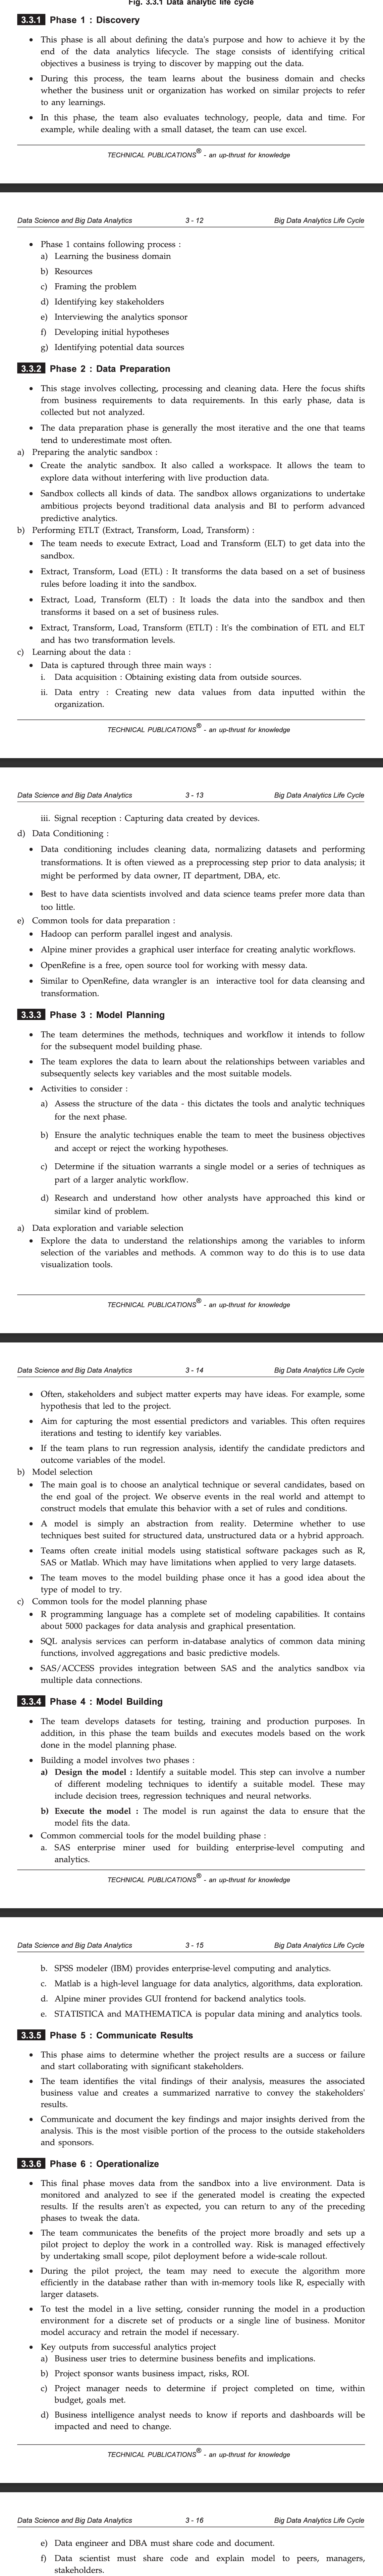 Fig. 3.3.1 Data analytic life cycle
3.3.1 Phase 1 : Discovery
• This phase is all about defining the data's purpose and how to achieve it by the
end of the data analytics lifecycle. The stage consists of identifying critical
objectives a business is trying to discover by mapping out the data.
• During this process, the team learns about the business domain and checks
whether the business unit or organization has worked on similar projects to refer
to any learnings.
• In this phase, the team also evaluates technology, people, data and time. For
example, while dealing with a small dataset, the team can use excel.
TECHNICAL PUBLICATIONS® - an up-thrust for knowledge
Data Science and Big Data Analytics 3 - 12 Big Data Analytics Life Cycle
• Phase 1 contains following process :
a) Learning the business domain
b) Resources
c) Framing the problem
d) Identifying key stakeholders
e) Interviewing the analytics sponsor
f) Developing initial hypotheses
g) Identifying potential data sources
3.3.2 Phase 2 : Data Preparation
• This stage involves collecting, processing and cleaning data. Here the focus shifts
from business requirements to data requirements. In this early phase, data is
collected but not analyzed.
• The data preparation phase is generally the most iterative and the one that teams
tend to underestimate most often.
a) Preparing the analytic sandbox :
• Create the analytic sandbox. It also called a workspace. It allows the team to
explore data without interfering with live production data.
• Sandbox collects all kinds of data. The sandbox allows organizations to undertake
ambitious projects beyond traditional data analysis and BI to perform advanced
predictive analytics.
b) Performing ETLT (Extract, Transform, Load, Transform) :
• The team needs to execute Extract, Load and Transform (ELT) to get data into the
sandbox.
• Extract, Transform, Load (ETL) : It transforms the data based on a set of business
rules before loading it into the sandbox.
• Extract, Load, Transform (ELT) : It loads the data into the sandbox and then
transforms it based on a set of business rules.
• Extract, Transform, Load, Transform (ETLT) : It's the combination of ETL and ELT
and has two transformation levels.
c) Learning about the data :
• Data is captured through three main ways :
i. Data acquisition : Obtaining existing data from outside sources.
ii. Data entry : Creating new data values from data inputted within the
organization.
TECHNICAL PUBLICATIONS® - an up-thrust for knowledge
Data Science and Big Data Analytics 3 - 13 Big Data Analytics Life Cycle
iii. Signal reception : Capturing data created by devices.
d) Data Conditioning :
• Data conditioning includes cleaning data, normalizing datasets and performing
transformations. It is often viewed as a preprocessing step prior to data analysis; it
might be performed by data owner, IT department, DBA, etc.
• Best to have data scientists involved and data science teams prefer more data than
too little.
e) Common tools for data preparation :
• Hadoop can perform parallel ingest and analysis.
• Alpine miner provides a graphical user interface for creating analytic workflows.
• OpenRefine is a free, open source tool for working with messy data.
• Similar to OpenRefine, data wrangler is an interactive tool for data cleansing and
transformation.
3.3.3 Phase 3 : Model Planning
• The team determines the methods, techniques and workflow it intends to follow
for the subsequent model building phase.
• The team explores the data to learn about the relationships between variables and
subsequently selects key variables and the most suitable models.
• Activities to consider :
a) Assess the structure of the data - this dictates the tools and analytic techniques
for the next phase.
b) Ensure the analytic techniques enable the team to meet the business objectives
and accept or reject the working hypotheses.
c) Determine if the situation warrants a single model or a series of techniques as
part of a larger analytic workflow.
d) Research and understand how other analysts have approached this kind or
similar kind of problem.
a) Data exploration and variable selection
• Explore the data to understand the relationships among the variables to inform
selection of the variables and methods. A common way to do this is to use data
visualization tools.
TECHNICAL PUBLICATIONS® - an up-thrust for knowledge
Data Science and Big Data Analytics 3 - 14 Big Data Analytics Life Cycle
• Often, stakeholders and subject matter experts may have ideas. For example, some
hypothesis that led to the project.
• Aim for capturing the most essential predictors and variables. This often requires
iterations and testing to identify key variables.
• If the team plans to run regression analysis, identify the candidate predictors and
outcome variables of the model.
b) Model selection
• The main goal is to choose an analytical technique or several candidates, based on
the end goal of the project. We observe events in the real world and attempt to
construct models that emulate this behavior with a set of rules and conditions.
• A model is simply an abstraction from reality. Determine whether to use
techniques best suited for structured data, unstructured data or a hybrid approach.
• Teams often create initial models using statistical software packages such as R,
SAS or Matlab. Which may have limitations when applied to very large datasets.
• The team moves to the model building phase once it has a good idea about the
type of model to try.
c) Common tools for the model planning phase
• R programming language has a complete set of modeling capabilities. It contains
about 5000 packages for data analysis and graphical presentation.
• SQL analysis services can perform in-database analytics of common data mining
functions, involved aggregations and basic predictive models.
• SAS/ACCESS provides integration between SAS and the analytics sandbox via
multiple data connections.
3.3.4 Phase 4 : Model Building
• The team develops datasets for testing, training and production purposes. In
addition, in this phase the team builds and executes models based on the work
done in the model planning phase.
• Building a model involves two phases :
a) Design the model : Identify a suitable model. This step can involve a number
of different modeling techniques to identify a suitable model. These may
include decision trees, regression techniques and neural networks.
b) Execute the model : The model is run against the data to ensure that the
model fits the data.
• Common commercial tools for the model building phase :
a. SAS enterprise miner used for building enterprise-level computing and
analytics.
TECHNICAL PUBLICATIONS® - an up-thrust for knowledge
Data Science and Big Data Analytics 3 - 15 Big Data Analytics Life Cycle
b. SPSS modeler (IBM) provides enterprise-level computing and analytics.
c. Matlab is a high-level language for data analytics, algorithms, data exploration.
d. Alpine miner provides GUI frontend for backend analytics tools.
e. STATISTICA and MATHEMATICA is popular data mining and analytics tools.
3.3.5 Phase 5 : Communicate Results
• This phase aims to determine whether the project results are a success or failure
and start collaborating with significant stakeholders.
• The team identifies the vital findings of their analysis, measures the associated
business value and creates a summarized narrative to convey the stakeholders'
results.
• Communicate and document the key findings and major insights derived from the
analysis. This is the most visible portion of the process to the outside stakeholders
and sponsors.
3.3.6 Phase 6 : Operationalize
• This final phase moves data from the sandbox into a live environment. Data is
monitored and analyzed to see if the generated model is creating the expected
results. If the results aren't as expected, you can return to any of the preceding
phases to tweak the data.
• The team communicates the benefits of the project more broadly and sets up a
pilot project to deploy the work in a controlled way. Risk is managed effectively
by undertaking small scope, pilot deployment before a wide-scale rollout.
• During the pilot project, the team may need to execute the algorithm more
efficiently in the database rather than with in-memory tools like R, especially with
larger datasets.
• To test the model in a live setting, consider running the model in a production
environment for a discrete set of products or a single line of business. Monitor
model accuracy and retrain the model if necessary.
• Key outputs from successful analytics project
a) Business user tries to determine business benefits and implications.
b) Project sponsor wants business impact, risks, ROI.
c) Project manager needs to determine if project completed on time, within
budget, goals met.
d) Business intelligence analyst needs to know if reports and dashboards will be
impacted and need to change.
TECHNICAL PUBLICATIONS® - an up-thrust for knowledge
Data Science and Big Data Analytics 3 - 16 Big Data Analytics Life Cycle
e) Data engineer and DBA must share code and document.
f) Data scientist must share code and explain model to peers, managers,
stakeholders.